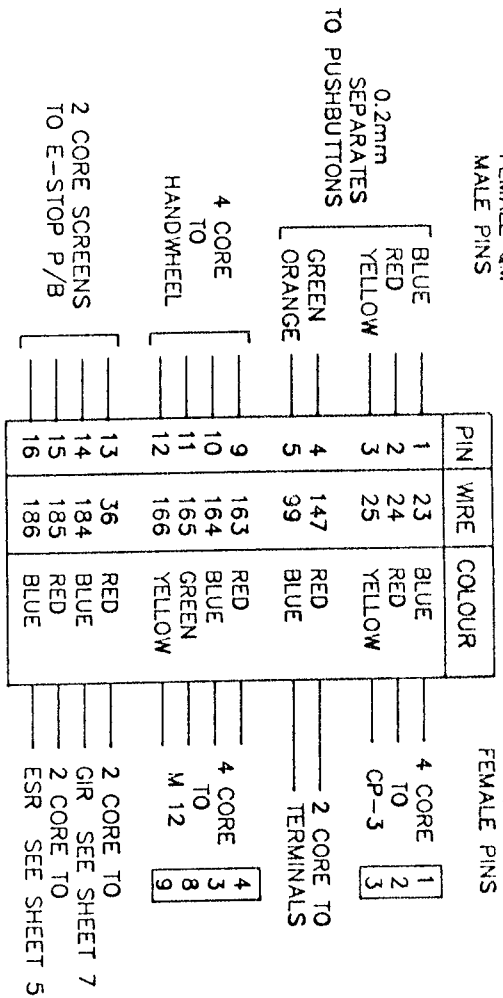 MALE PINS
FEMALE PINS
PIN WIRE COLOUR
BLUE 1 23 BLUE 4 CORE 1
RED 2 24 RED TO 2
YELLOW 3 25 YELLOW CP-3 3
0.2mm
SEPARATES
TO PUSHBUTTONS
GREEN 4 147 RED 2 CORE TO
ORANGE 5 99 BLUE TERMINALS
4 CORE
TO
HANDWHEEL
9 163 RED 4 CORE 4
10 164 BLUE TO 3
11 165 GREEN M 12 8
12 166 YELLOW 9
2 CORE SCREENS
TO E-STOP P/B
13 36 RED 2 CORE TO
14 184 BLUE GIR SEE SHEET 7
15 185 RED 2 CORE TO
16 186 BLUE ESR SEE SHEET 5